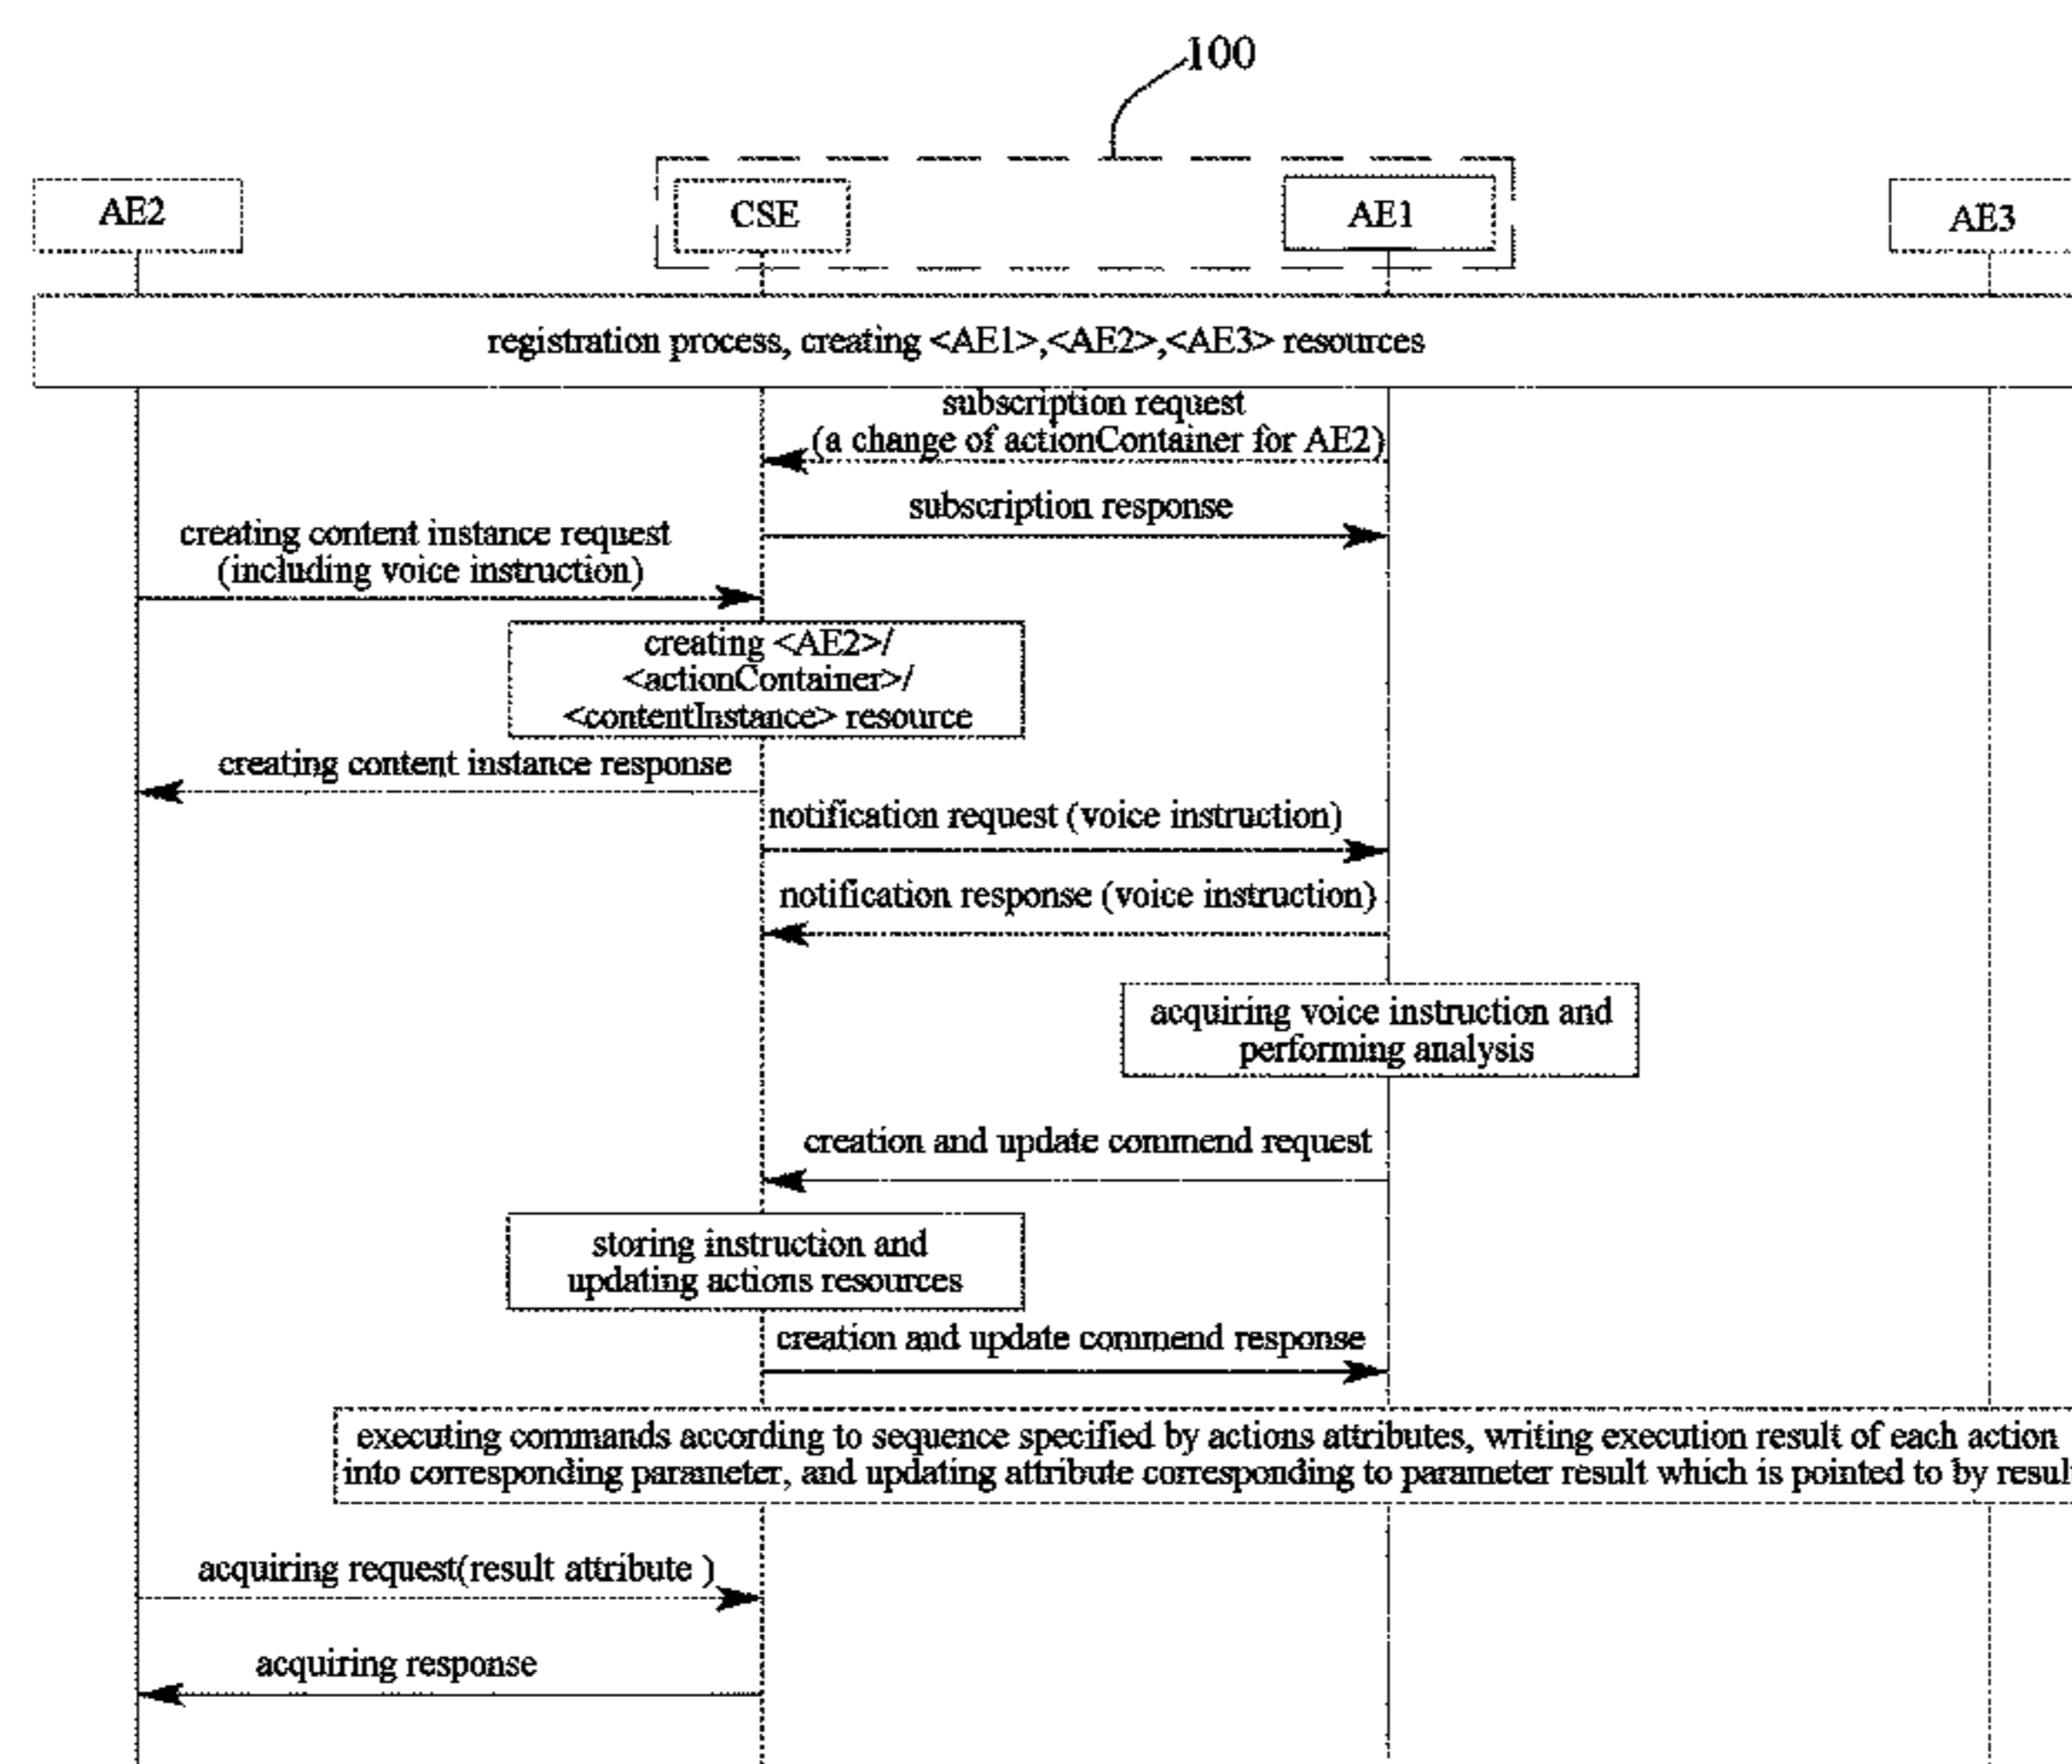 100
AE2
CSE
AE1
AE3
registration process, creating <AE1>,<AE2>,<AE3> resources
subscription request
(a change of actionContainer for AE2)
subscription response
creating content instance request
(including voice instruction)
creating <AE2>/
<actionContainer>/
<contentInstance> resource
creating content instance response
notification request (voice instruction)
notification response (voice instruction)
acquiring voice instruction and
performing analysis
creation and update commend request
storing instruction and
updating actions resources
creation and update commend response
executing commands according to sequence specified by actions attributes, writing execution result of each action
into corresponding parameter, and updating attribute corresponding to parameter result which is pointed to by
acquiring request(result attribute )
acquiring response